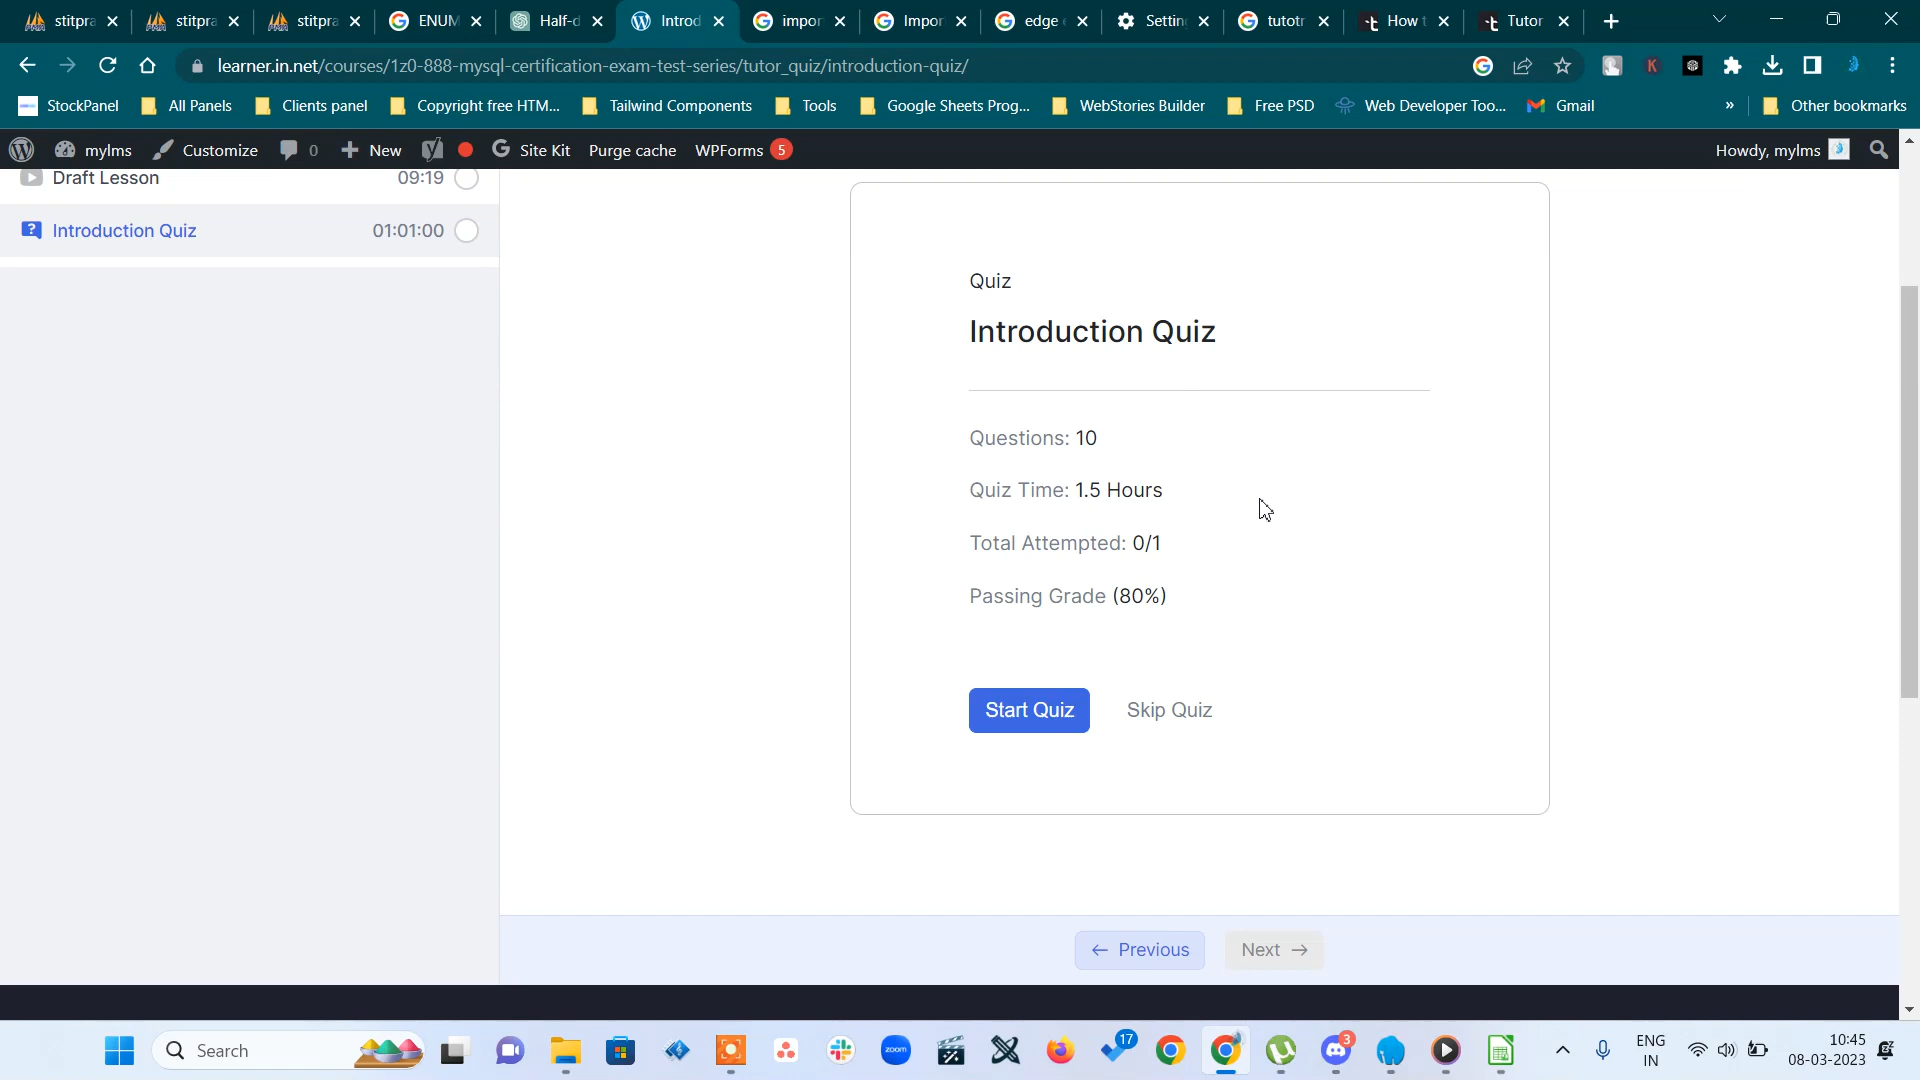 stitpra
stitpra
stitpra
ENUM
Half-d
Introd
impor
Impor
edge
Settin
tutotr
How t
Tutor
learner.in.net/courses/1z0-888-mysql-certification-exam-test-series/tutor_quiz/introduction-quiz/
StockPanel
All Panels
Clients panel
Copyright free HTM...
Tailwind Components
Tools
Google Sheets Prog...
WebStories Builder
Free PSD
Web Developer Too...
Gmail
»
Other bookmarks
mylms
Customize
0
New
Site Kit
Purge cache
WPForms 5
Howdy, mylms
Draft Lesson 09:19
Introduction Quiz 01:01:00
Quiz
Introduction Quiz
Questions: 10
Quiz Time: 1.5 Hours
Total Attempted: 0/1
Passing Grade (80%)
Start Quiz
Skip Quiz
← Previous
Next →
Search
zoom
17
3
ENG
IN
10:45
08-03-2023